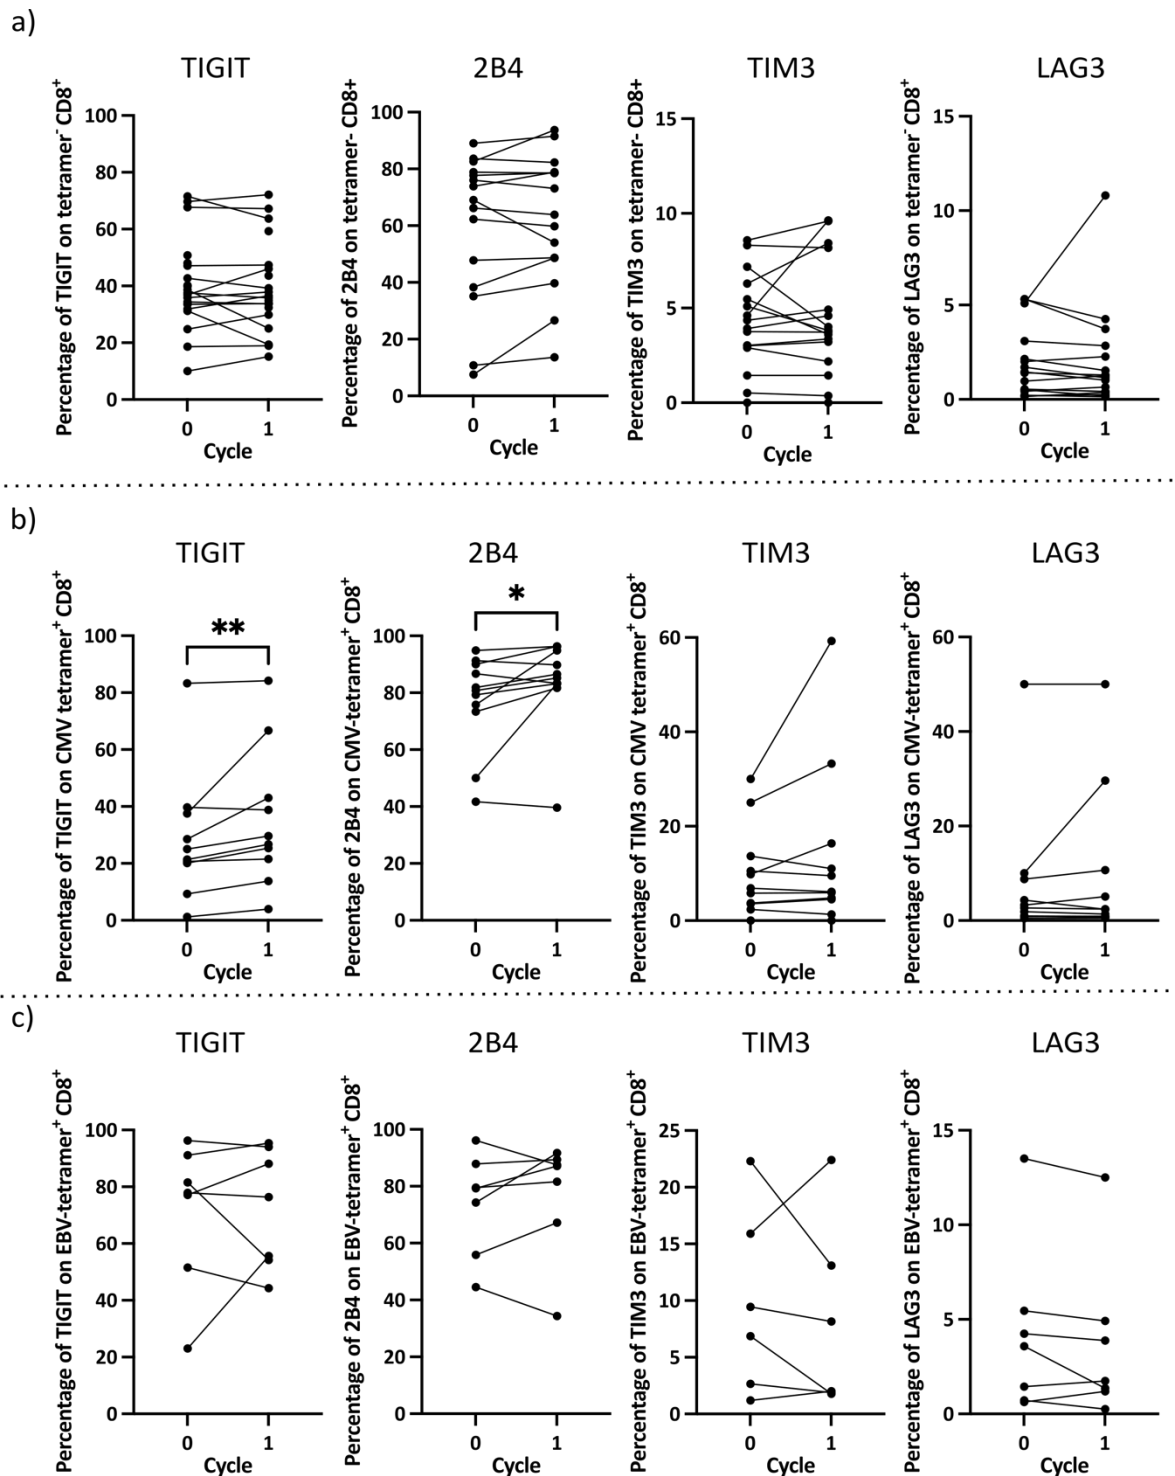 a)
TIGIT
Percentage of TIGIT on tetramer⁻ CD8⁺
100
80
60
40
20
0
0 1
Cycle
2B4
Percentage of 2B4 on tetramer- CD8+
100
80
60
40
20
0
0 1
Cycle
TIM3
Percentage of TIM3 on tetramer- CD8+
15
10
5
0
0 1
Cycle
LAG3
Percentage of LAG3 on tetramer⁻ CD8⁺
15
10
5
0
0 1
Cycle
b)
TIGIT
Percentage of TIGIT on CMV tetramer⁺ CD8⁺
100
80
60
40
20
0
**
0 1
Cycle
2B4
Percentage of 2B4 on CMV-tetramer⁺ CD8⁺
100
80
60
40
20
0
*
0 1
Cycle
TIM3
Percentage of TIM3 on CMV tetramer⁺ CD8⁺
60
40
20
0
0 1
Cycle
LAG3
Percentage of LAG3 on CMV-tetramer⁺ CD8⁺
60
40
20
0
0 1
Cycle
c)
TIGIT
Percentage of TIGIT on EBV-tetramer⁺ CD8⁺
100
80
60
40
20
0
0 1
Cycle
2B4
Percentage of 2B4 on EBV-tetramer⁺ CD8⁺
100
80
60
40
20
0
0 1
Cycle
TIM3
Percentage of TIM3 on EBV-tetramer⁺ CD8⁺
25
20
15
10
5
0
0 1
Cycle
LAG3
Percentage of LAG3 on EBV-tetramer⁺ CD8⁺
15
10
5
0
0 1
Cycle